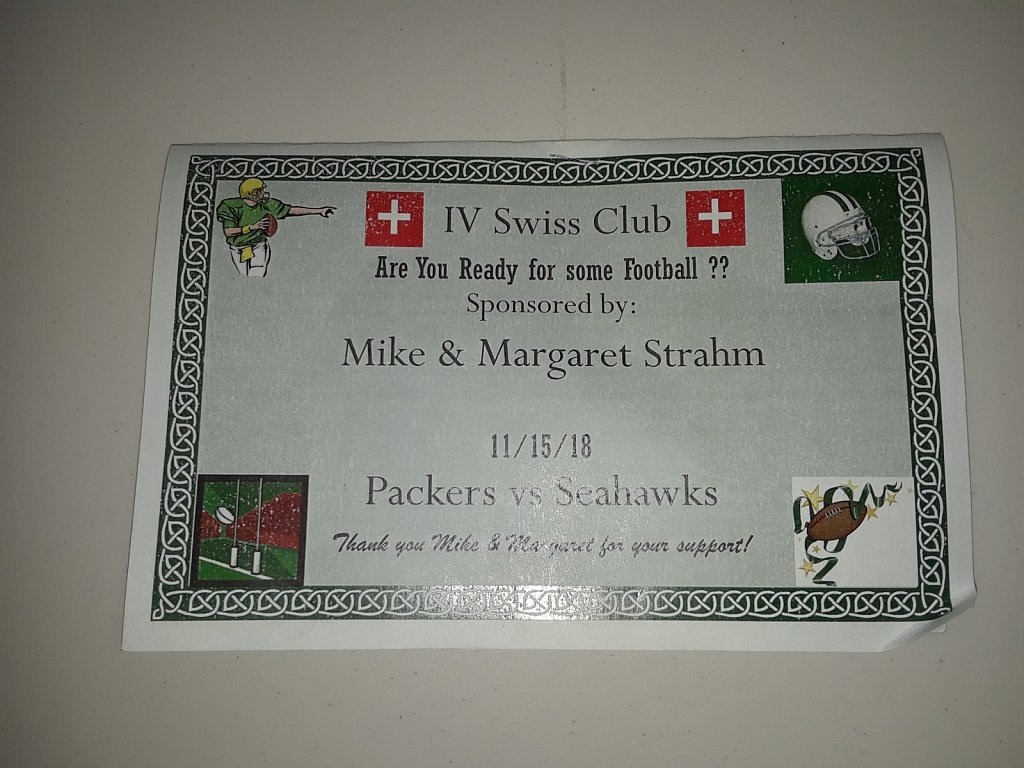 IV Swiss Club
Are You Ready for some Football ??
Sponsored by:
Mike & Margaret Strahm
11/15/18
Packers vs Seahawks
Thank you Mike & Margaret for your support!